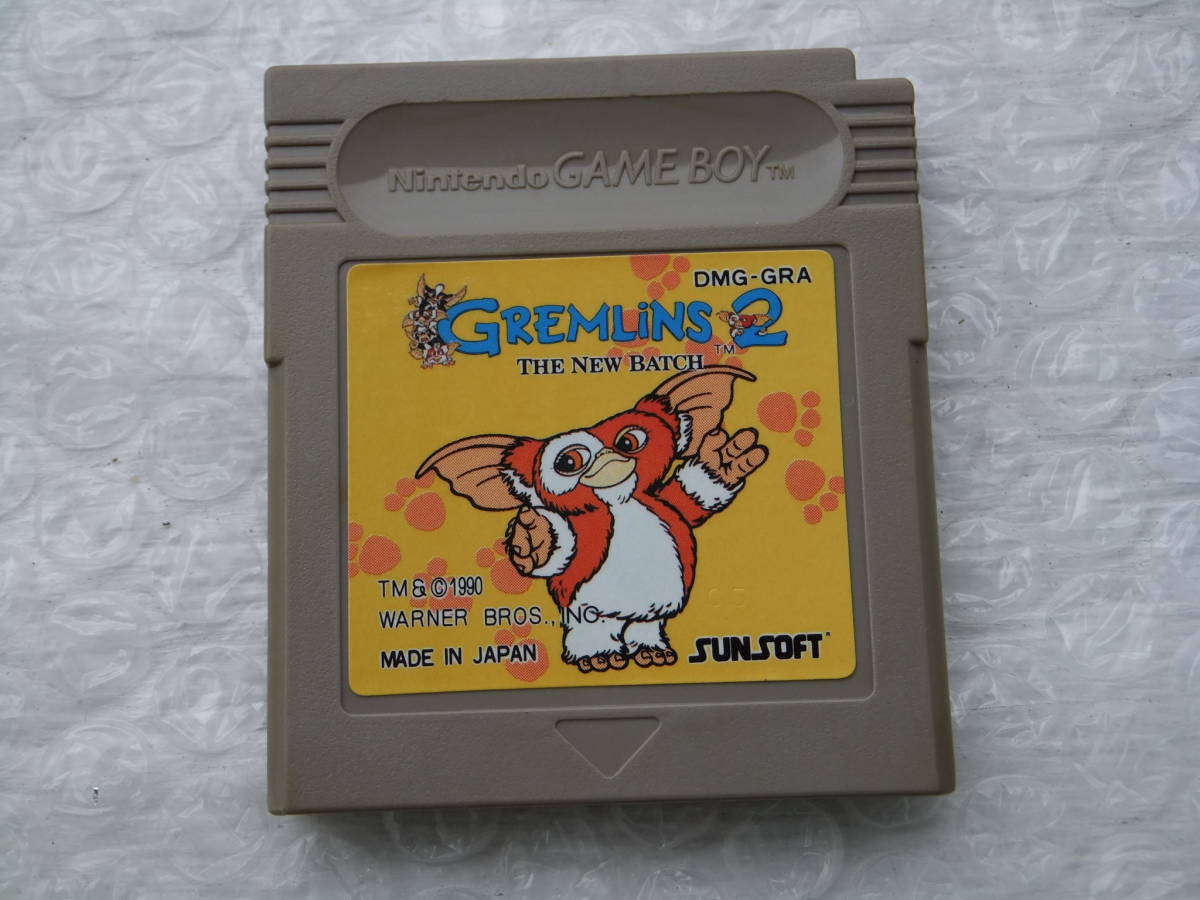 Nintendo GAME BOY TM
DMG-GRA
GREMLiNS 2
TM
THE NEW BATCH
TM & © 1990
WARNER BROS., INC.
MADE IN JAPAN
SUNSOFT